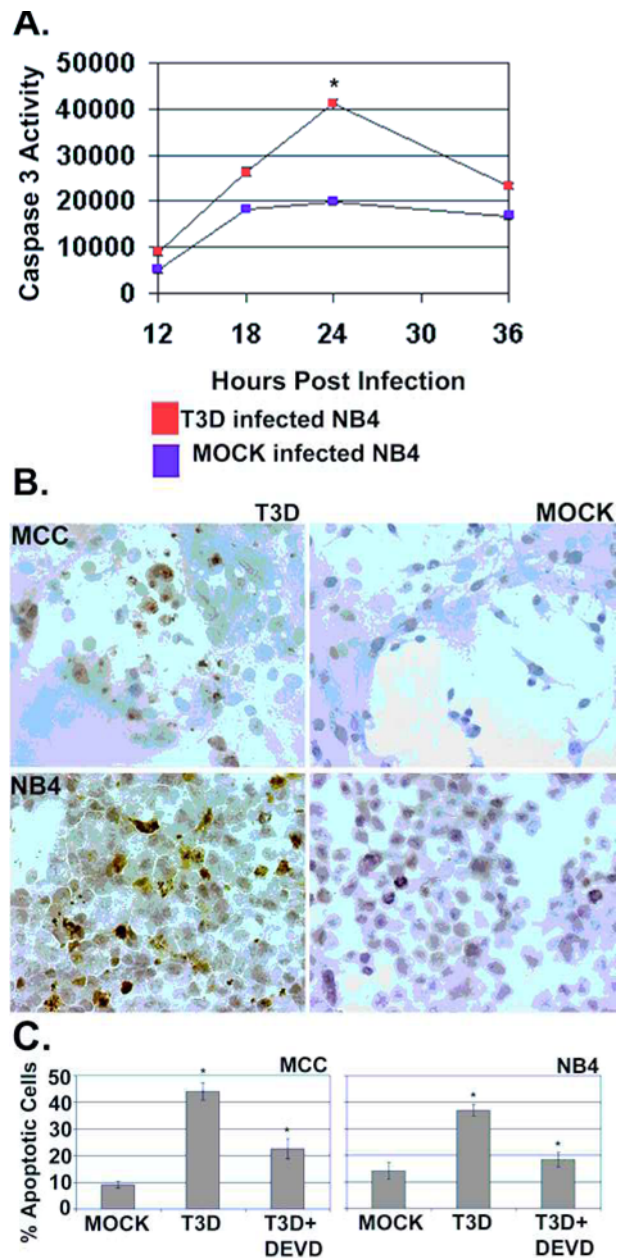 A.
Caspase 3 Activity
50000
40000
30000
20000
10000
0
*
12 18 24 30 36
Hours Post Infection
T3D infected NB4
MOCK infected NB4
B.
T3D MOCK
MCC
NB4
C.
% Apoptotic Cells
50
40
30
20
10
0
MCC
* *
MOCK T3D T3D+
DEVD
NB4
* *
MOCK T3D T3D+
DEVD